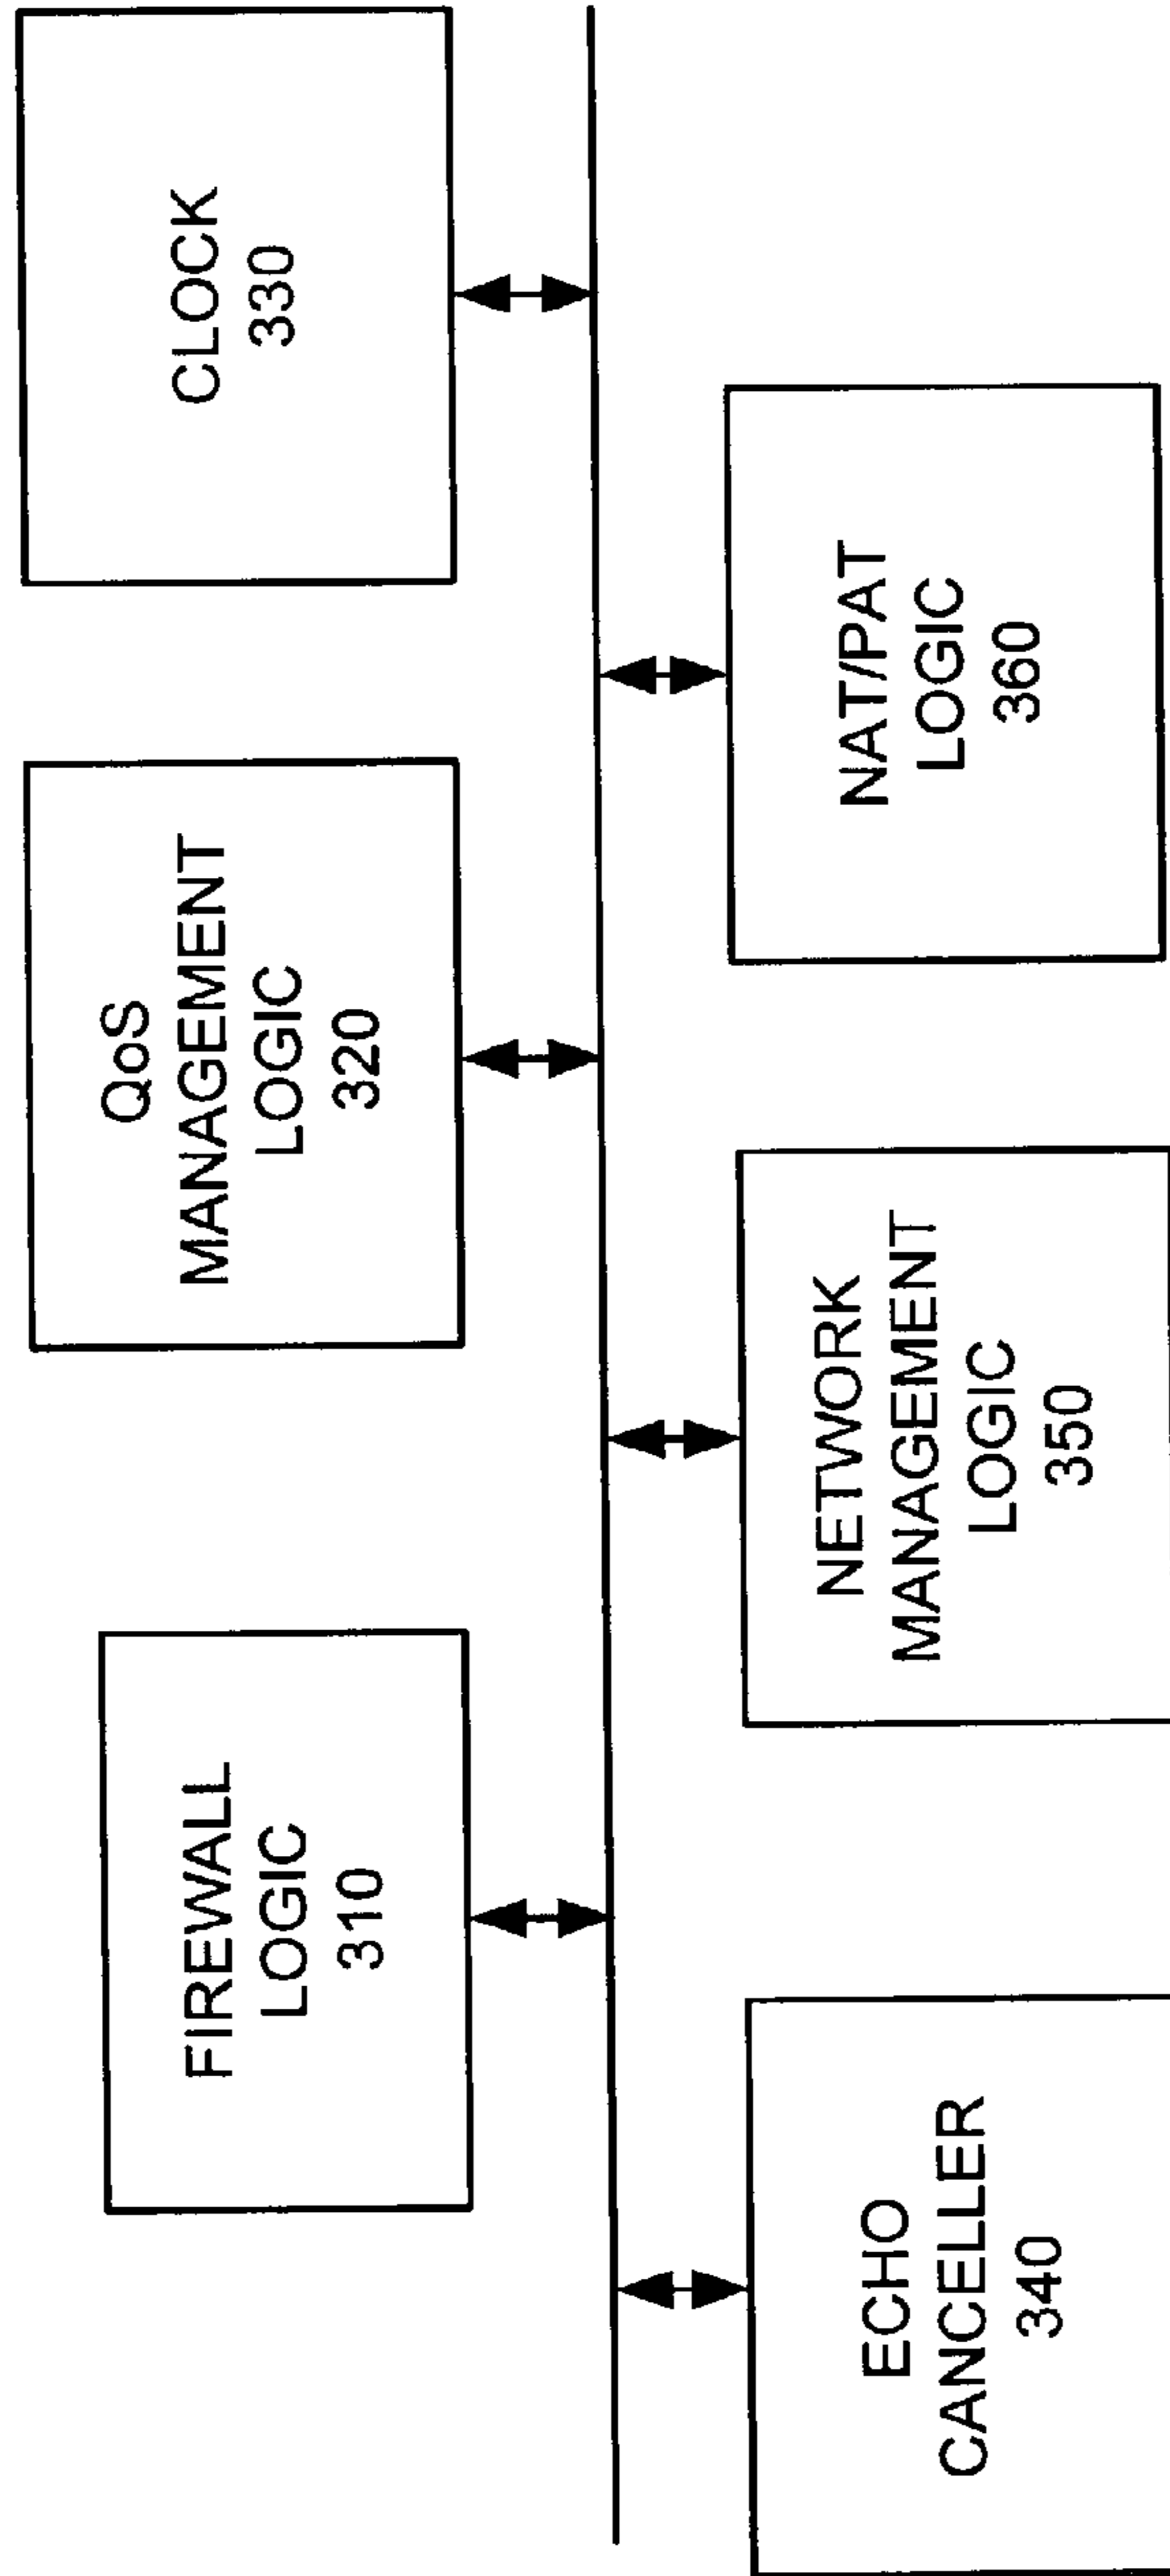 FIREWALL
LOGIC
310
QoS
MANAGEMENT
LOGIC
320
CLOCK
330
ECHO
CANCELLER
340
NETWORK
MANAGEMENT
LOGIC
350
NAT/PAT
LOGIC
360